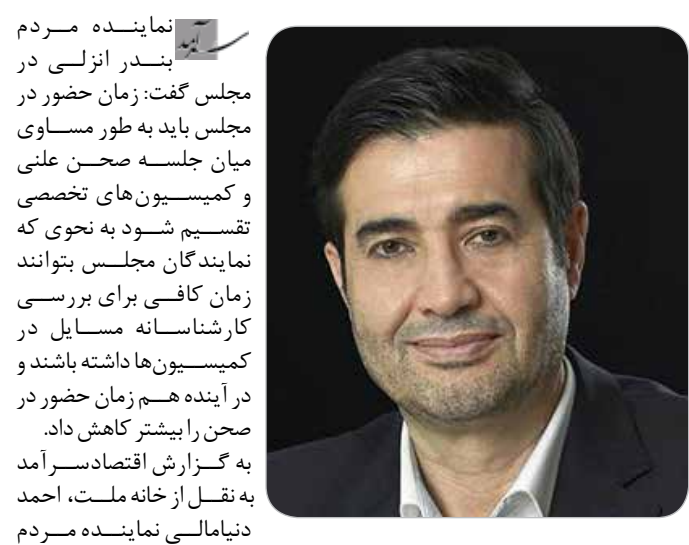 سرآمد
نماینده مردم
بندر انزلی در
مجلس گفت: زمان حضور در
مجلس باید به طور مساوی
میان جلسه صحن علنی
و کمیسیون‌های تخصصی
تقسیم شود به نحوی که
نمایندگان مجلس بتوانند
زمان کافی برای بررسی
کارشناسانه مسایل در
کمیسیون‌ها داشته باشند و
در آینده هم زمان حضور در
صحن را بیشتر کاهش داد.
به گزارش اقتصادسرآمد
به نقل از خانه ملت، احمد
دنیامالی نماینده مردم